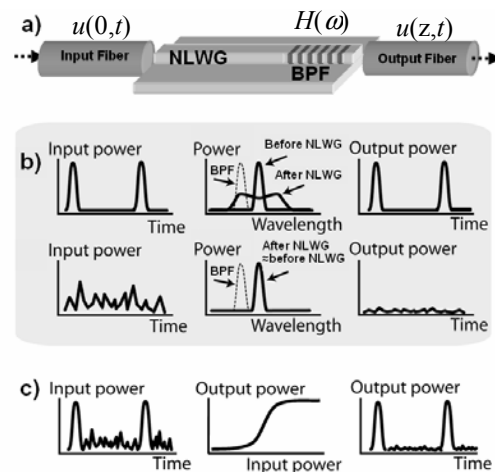 a)
u(0,t)
H(ω)
u(z,t)
Input Fiber
NLWG
BPF
Output Fiber
b)
Input power
Time
Power
BPF
Before NLWG
After NLWG
Wavelength
Output power
Time
Input power
Time
Power
BPF
After NLWG
≈before NLWG
Wavelength
Output power
Time
c)
Input power
Time
Output power
Input power
Output power
Time